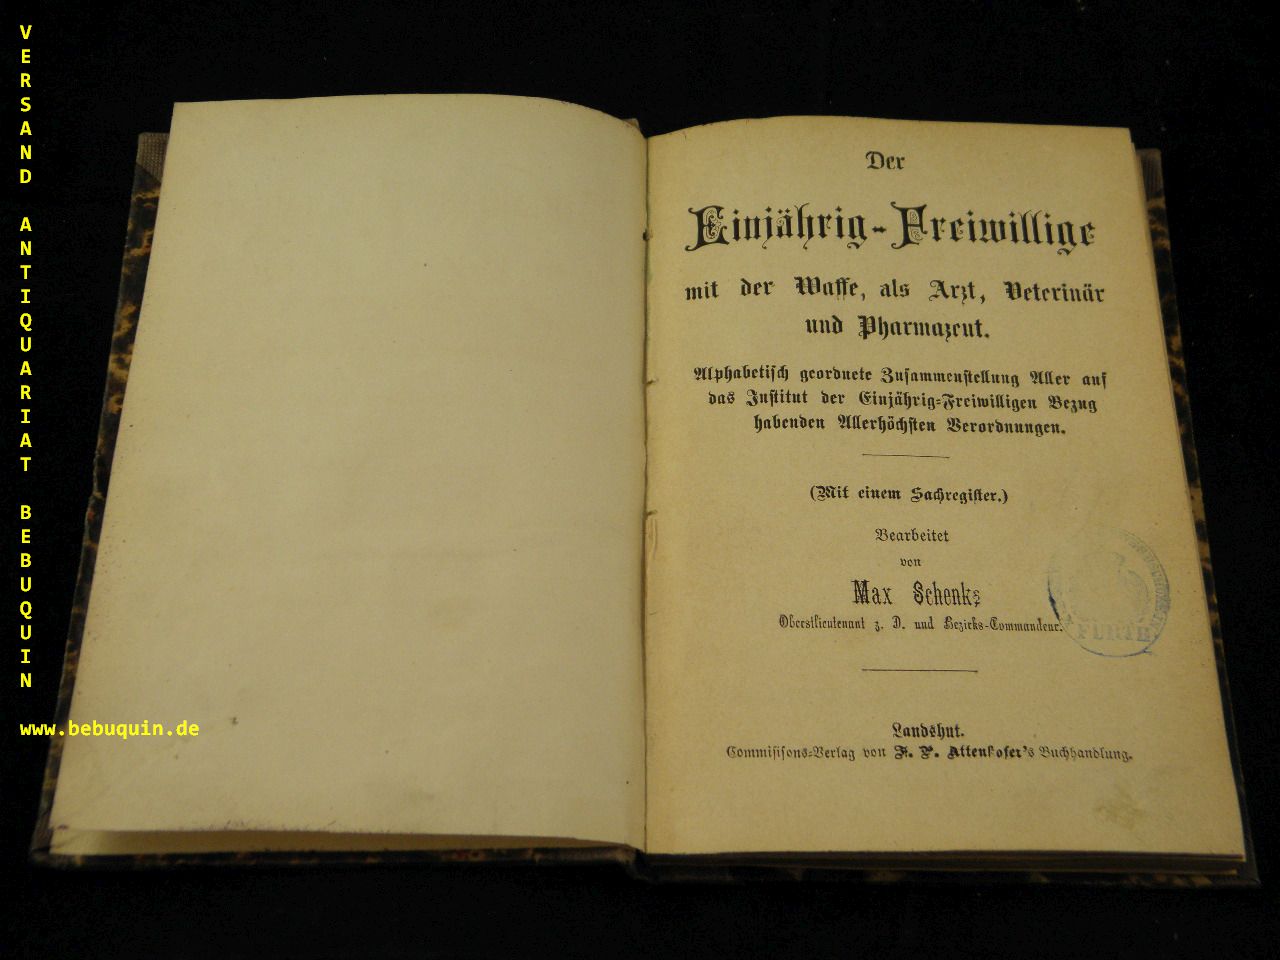 VERSAND ANTIQUARIAT BEBUQUIN
www.bebuquin.de
Der
Einjährig-Freiwillige
mit der Waffe, als Arzt, Veterinär
und Pharmazeut.
Alphabetisch geordnete Zusammenstellung Aller auf
das Institut der Einjährig-Freiwilligen Bezug
habenden Allerhöchsten Verordnungen.
(Mit einem Sachregister.)
Bearbeitet
von
Max Schenk,
Oberstlieutenant z. D. und Bezirks-Commandeur.
Landshut.
Commissions-Verlag von F. P. Attenkofer's Buchhandlung.